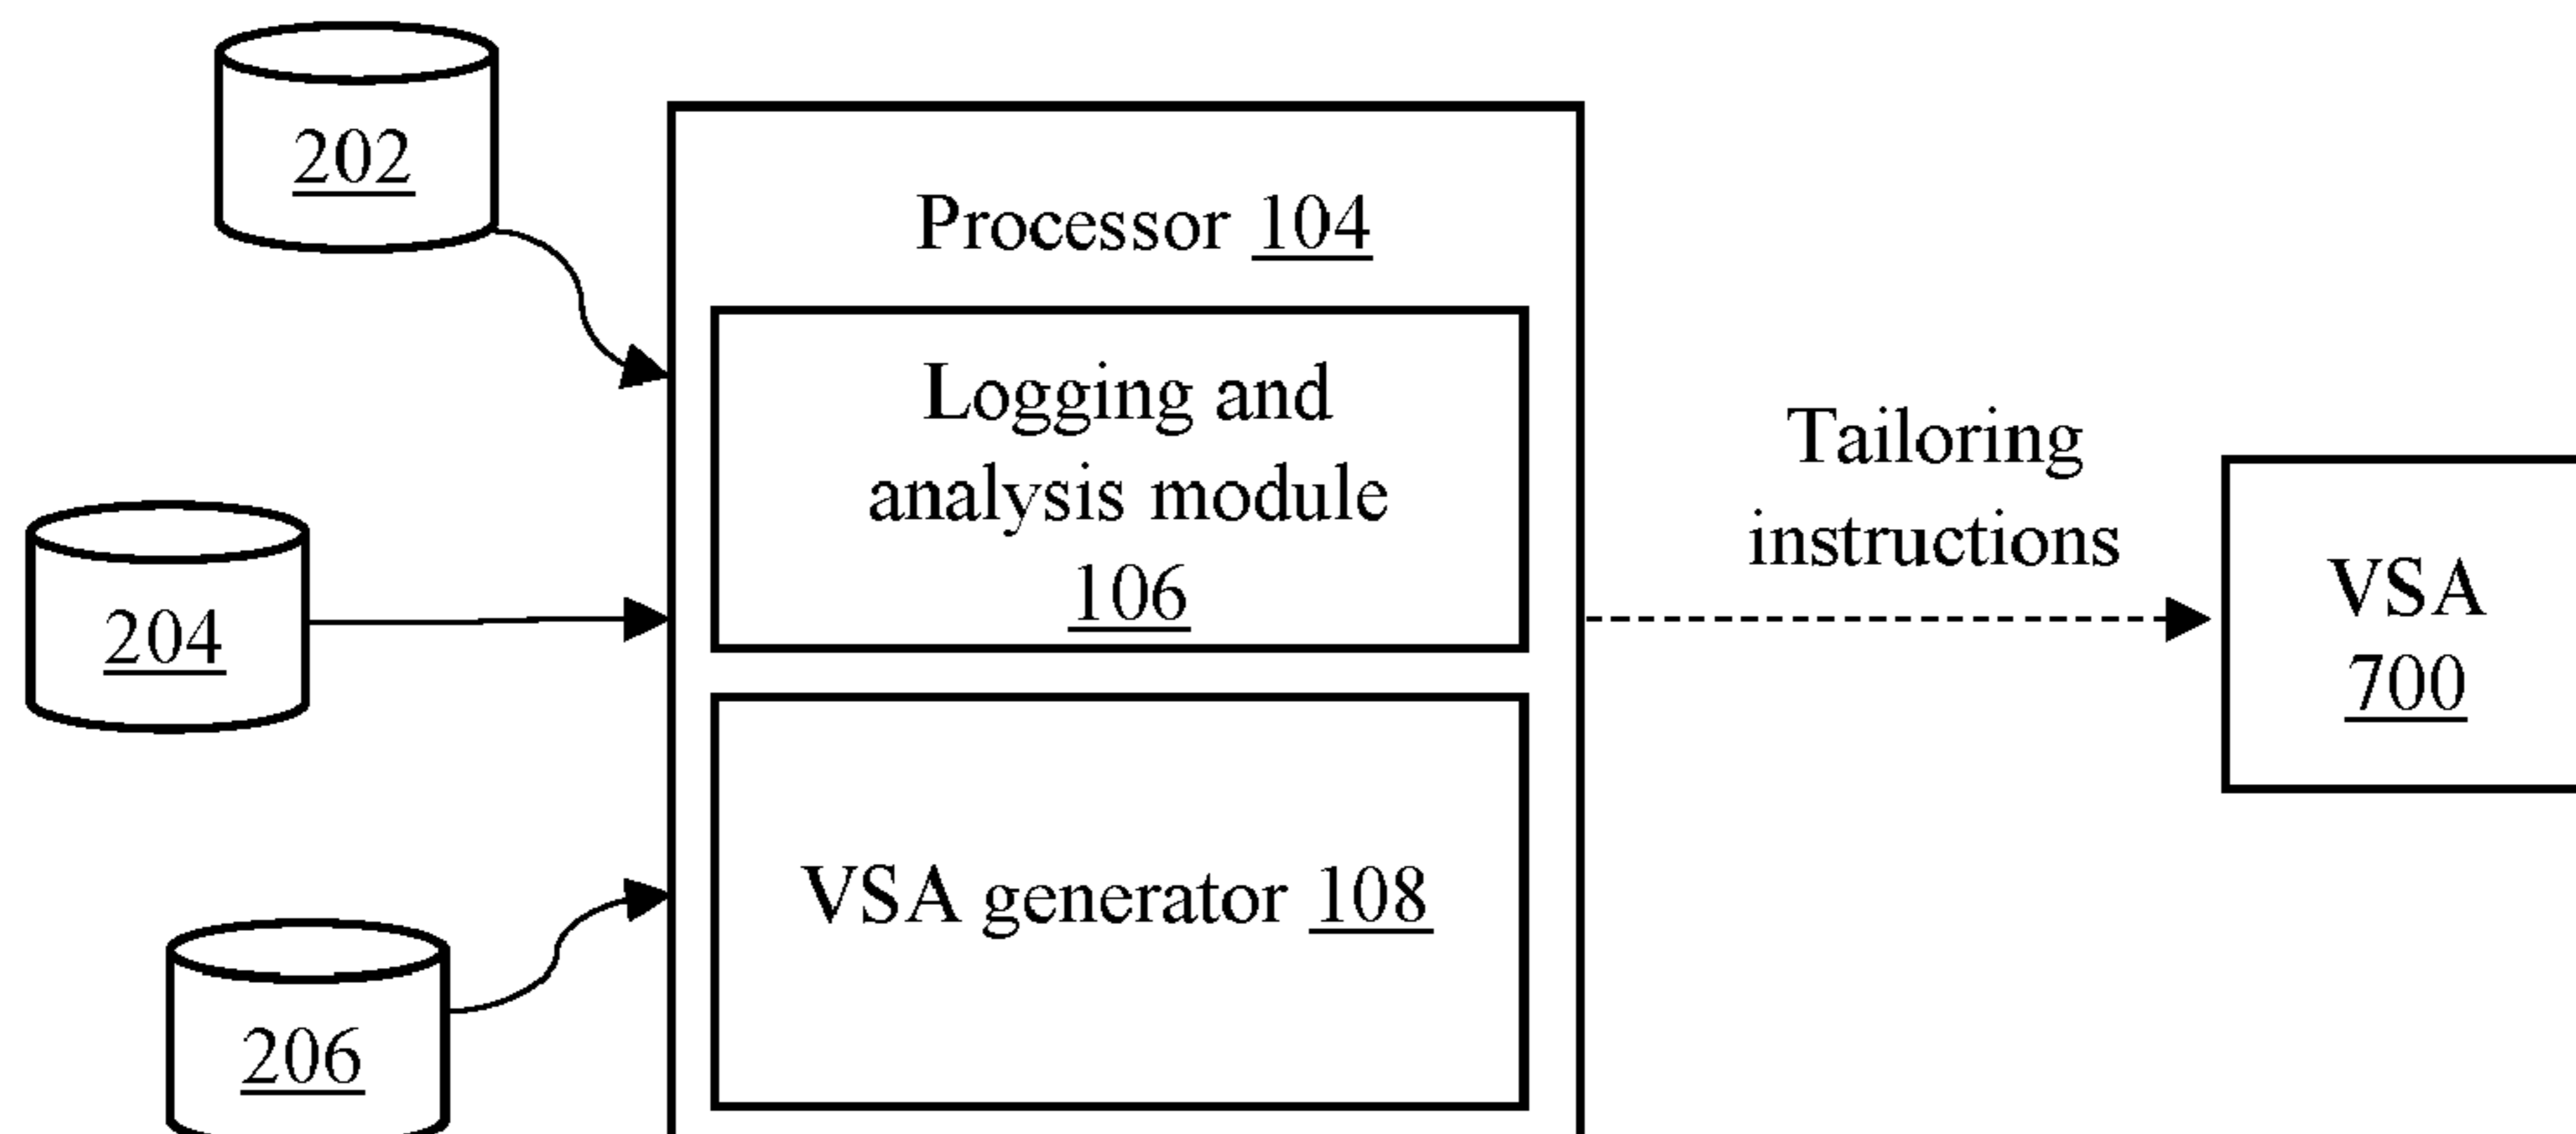 202
Processor 104
Logging and
analysis module
106
Tailoring
instructions
VSA
700
204
VSA generator 108
206